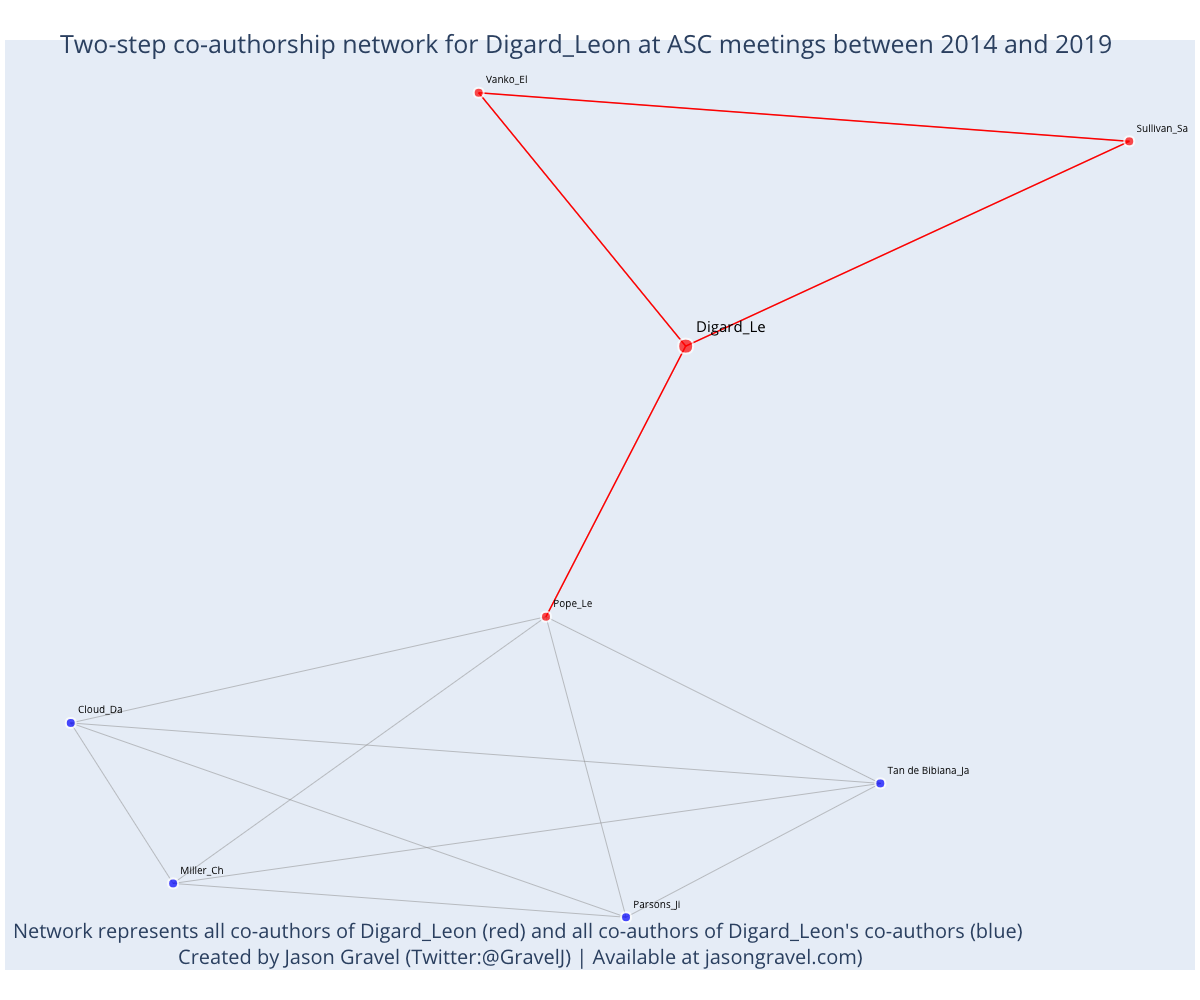 Two-step co-authorship network for Digard_Leon at ASC meetings between 2014 and 2019
Vanko_El
Sullivan_Sa
Digard_Le
Pope_Le
Cloud_Da
Tan de Bibiana_Ja
Miller_Ch
Parsons_Ji
Network represents all co-authors of Digard_Leon (red) and all co-authors of Digard_Leon's co-authors (blue)
Created by Jason Gravel (Twitter:@GravelJ) | Available at jasongravel.com)